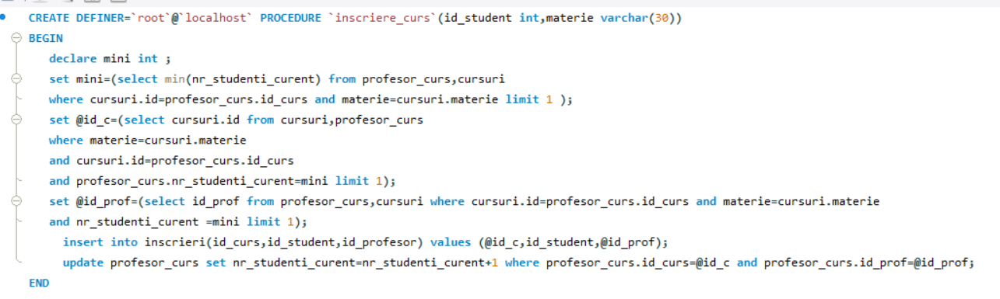 CREATE DEFINER=`root`@`localhost` PROCEDURE `inscriere_curs`(id_student int,materie varchar(30))
BEGIN
declare mini int ;
set mini=(select min(nr_studenti_curent) from profesor_curs,cursuri
where cursuri.id=profesor_curs.id_curs and materie=cursuri.materie limit 1 );
set @id_c=(select cursuri.id from cursuri,profesor_curs
where materie=cursuri.materie
and cursuri.id=profesor_curs.id_curs
and profesor_curs.nr_studenti_curent=mini limit 1);
set @id_prof=(select id_prof from profesor_curs,cursuri where cursuri.id=profesor_curs.id_curs and materie=cursuri.materie
and nr_studenti_curent =mini limit 1);
insert into inscrieri(id_curs,id_student,id_profesor) values (@id_c,id_student,@id_prof);
update profesor_curs set nr_studenti_curent=nr_studenti_curent+1 where profesor_curs.id_curs=@id_c and profesor_curs.id_prof=@id_prof;
END